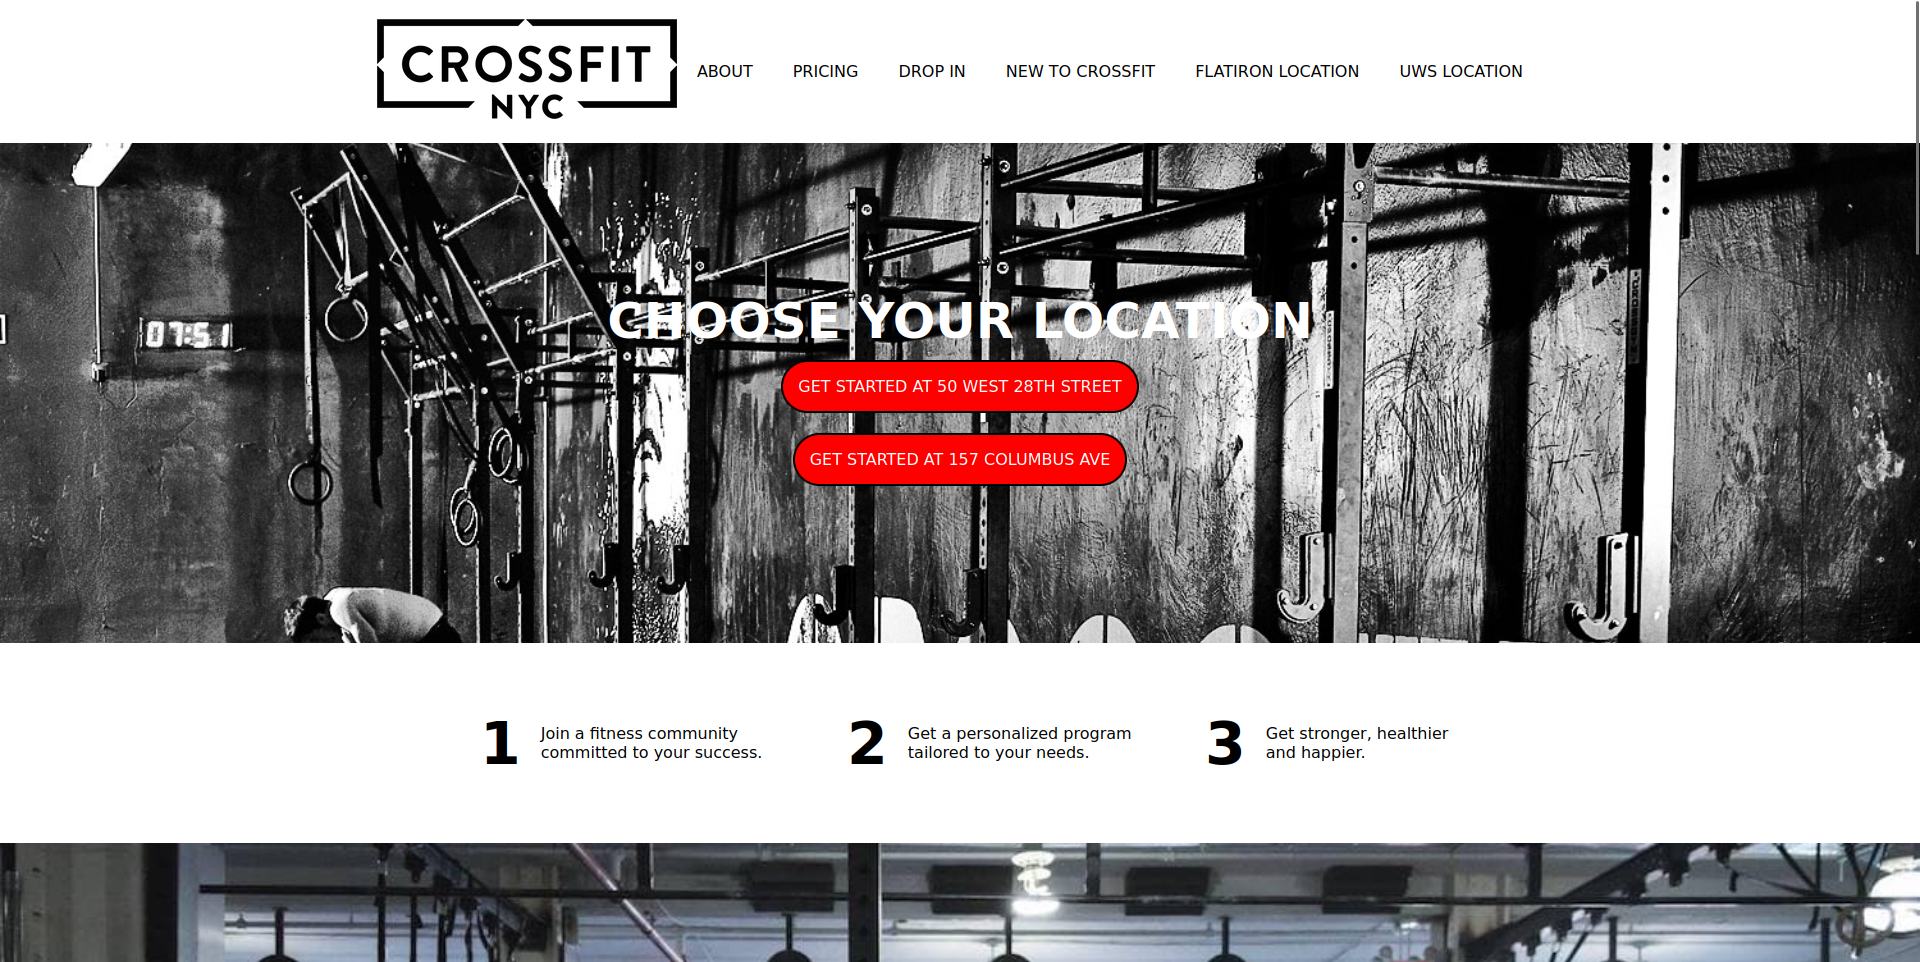 CROSSFIT
NYC
ABOUT
PRICING
DROP IN
NEW TO CROSSFIT
FLATIRON LOCATION
UWS LOCATION
07:51
CHOOSE YOUR LOCATION
GET STARTED AT 50 WEST 28TH STREET
GET STARTED AT 157 COLUMBUS AVE
1
Join a fitness community
committed to your success.
2
Get a personalized program
tailored to your needs.
3
Get stronger, healthier
and happier.